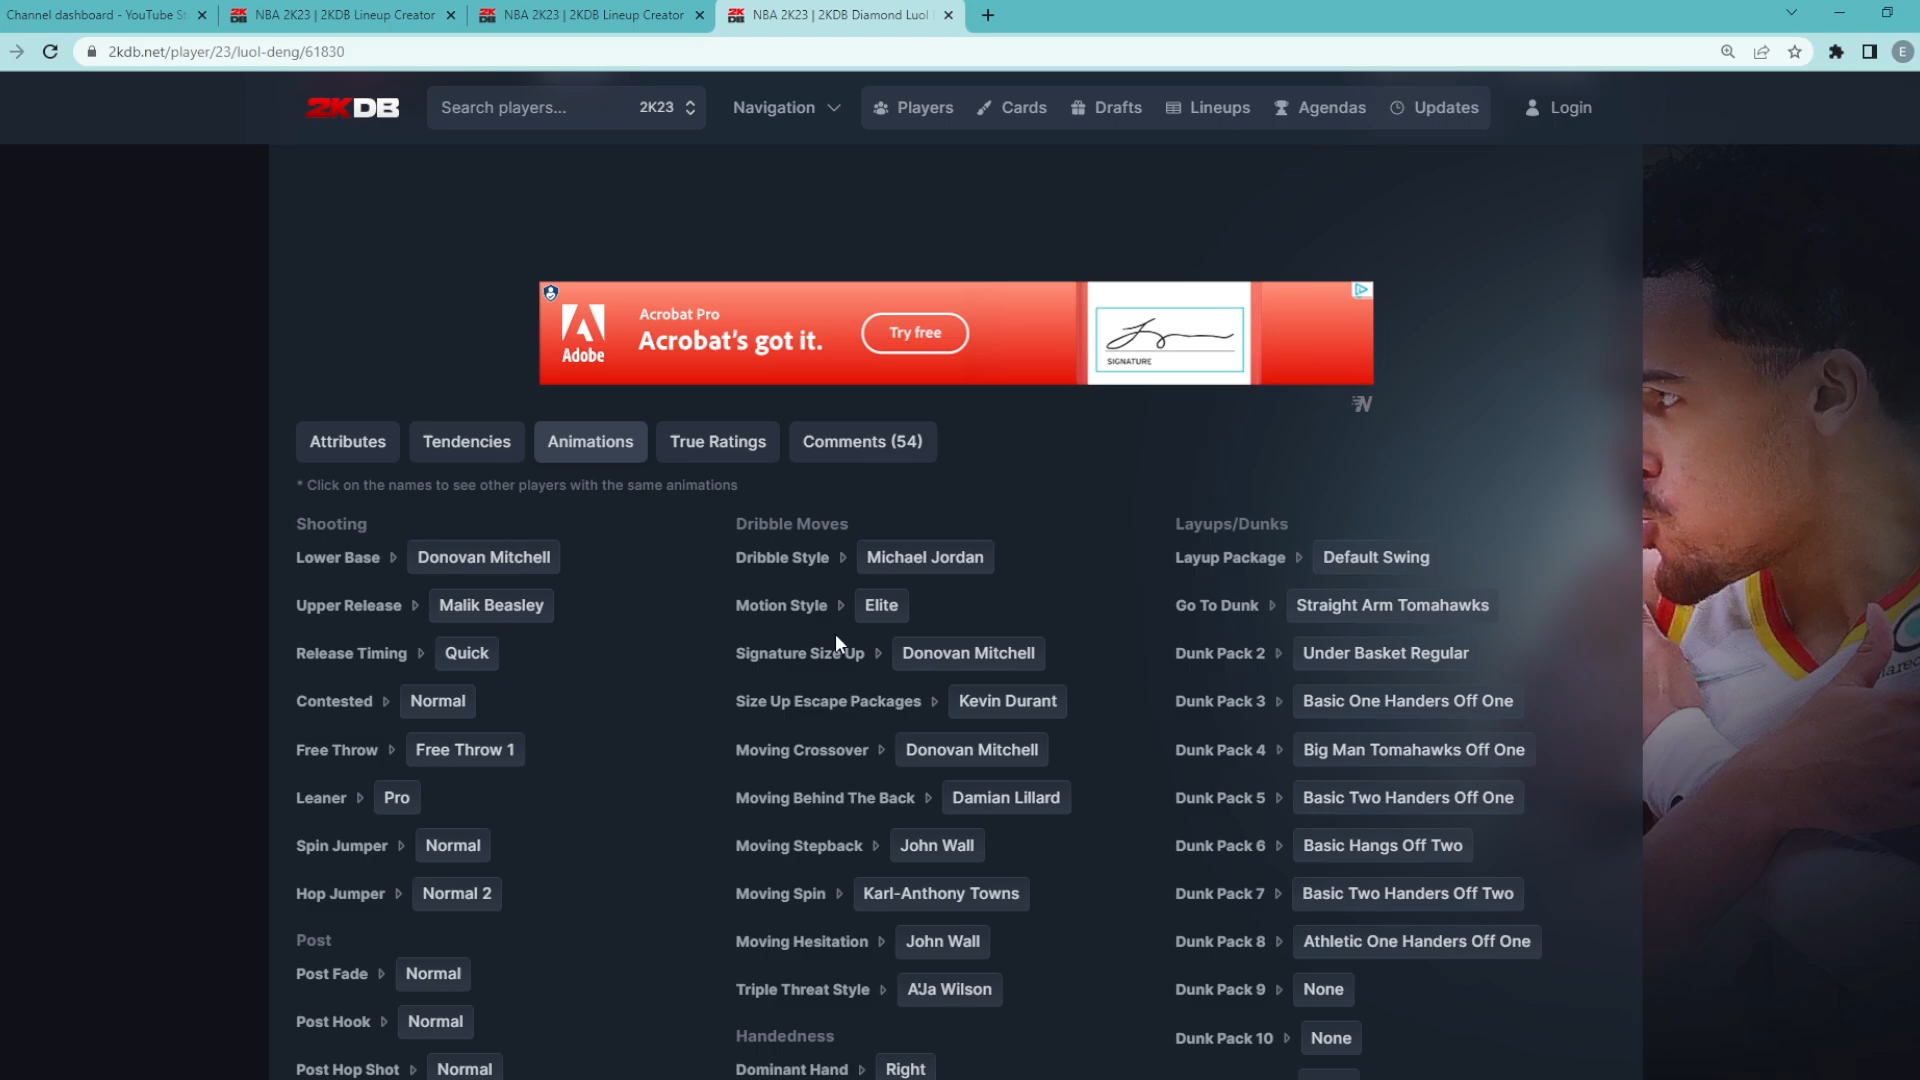 Channel dashboard - YouTube St
NBA 2K23 | 2KDB Lineup Creator
NBA 2K23 | 2KDB Lineup Creator
NBA 2K23 | 2KDB Diamond Luol
2kdb.net/player/23/luol-deng/61830
E
2KDB
Search players...
2K23
Navigation
Players
Cards
Drafts
Lineups
Agendas
Updates
Login
Adobe
Acrobat Pro
Acrobat's got it.
Try free
SIGNATURE
Attributes
Tendencies
Animations
True Ratings
Comments (54)
* Click on the names to see other players with the same animations
Shooting
Lower Base Donovan Mitchell
Upper Release Malik Beasley
Release Timing Quick
Contested Normal
Free Throw Free Throw 1
Leaner Pro
Spin Jumper Normal
Hop Jumper Normal 2
Post
Post Fade Normal
Post Hook Normal
Post Hop Shot Normal
Dribble Moves
Dribble Style Michael Jordan
Motion Style Elite
Signature Size Up Donovan Mitchell
Size Up Escape Packages Kevin Durant
Moving Crossover Donovan Mitchell
Moving Behind The Back Damian Lillard
Moving Stepback John Wall
Moving Spin Karl-Anthony Towns
Moving Hesitation John Wall
Triple Threat Style A'Ja Wilson
Handedness
Dominant Hand Right
Layups/Dunks
Layup Package Default Swing
Go To Dunk Straight Arm Tomahawks
Dunk Pack 2 Under Basket Regular
Dunk Pack 3 Basic One Handers Off One
Dunk Pack 4 Big Man Tomahawks Off One
Dunk Pack 5 Basic Two Handers Off One
Dunk Pack 6 Basic Hangs Off Two
Dunk Pack 7 Basic Two Handers Off Two
Dunk Pack 8 Athletic One Handers Off One
Dunk Pack 9 None
Dunk Pack 10 None